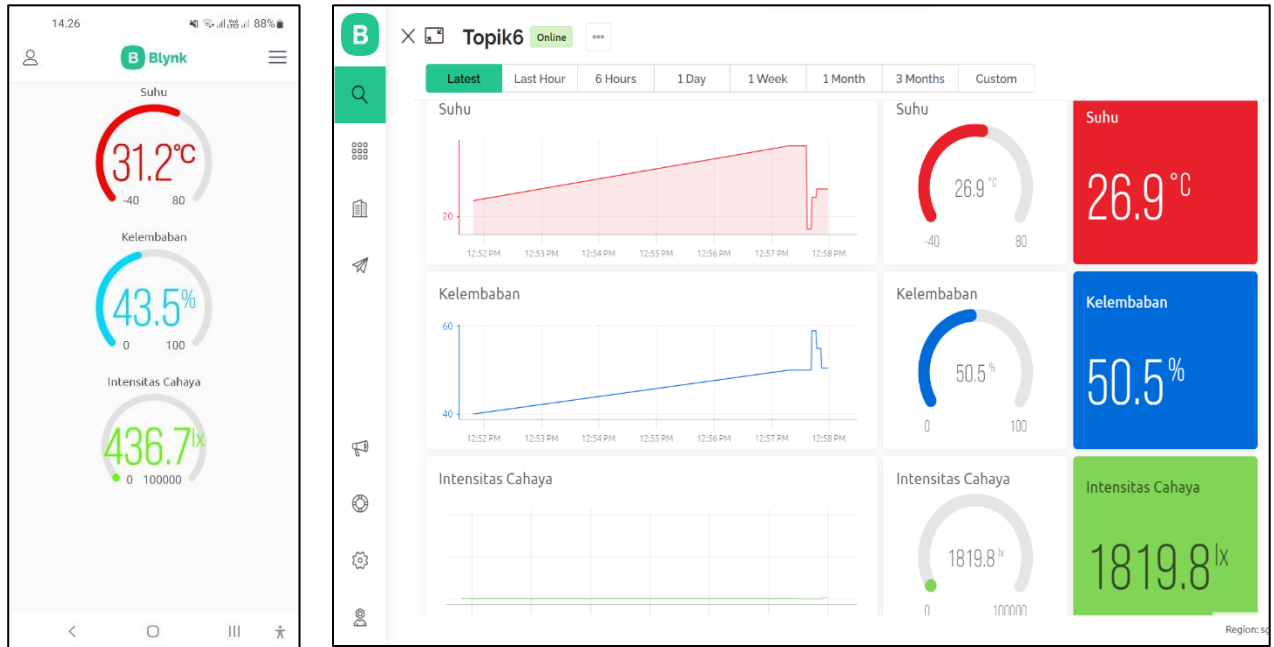 14.26 88%
Blynk
Suhu
31.2°C
-40 80
Kelembaban
43.5%
0 100
Intensitas Cahaya
436.7lx
0 100000
B
Topik6 Online
Latest Last Hour 6 Hours 1 Day 1 Week 1 Month 3 Months Custom
Suhu
20
12:52 PM 12:53 PM 12:54 PM 12:55 PM 12:56 PM 12:57 PM 12:58 PM
Suhu
26.9 °C
-40 80
Suhu
26.9 °C
Kelembaban
60
40
12:52 PM 12:53 PM 12:54 PM 12:55 PM 12:56 PM 12:57 PM 12:58 PM
Kelembaban
50.5 %
0 100
Kelembaban
50.5 %
Intensitas Cahaya
Intensitas Cahaya
1819.8 lx
0 100000
Intensitas Cahaya
1819.8 lx
Region: